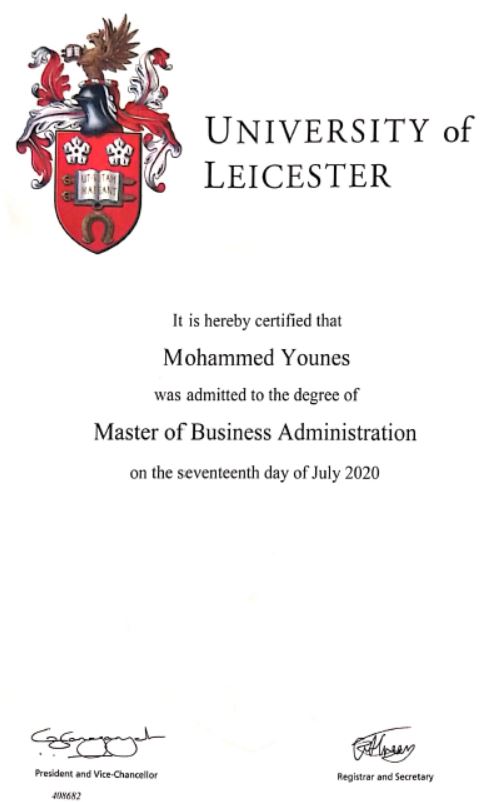 UNIVERSITY of
LEICESTER
UT VITAM
HABEANT
It is hereby certified that
Mohammed Younes
was admitted to the degree of
Master of Business Administration
on the seventeenth day of July 2020
President and Vice-Chancellor
Registrar and Secretary
408682